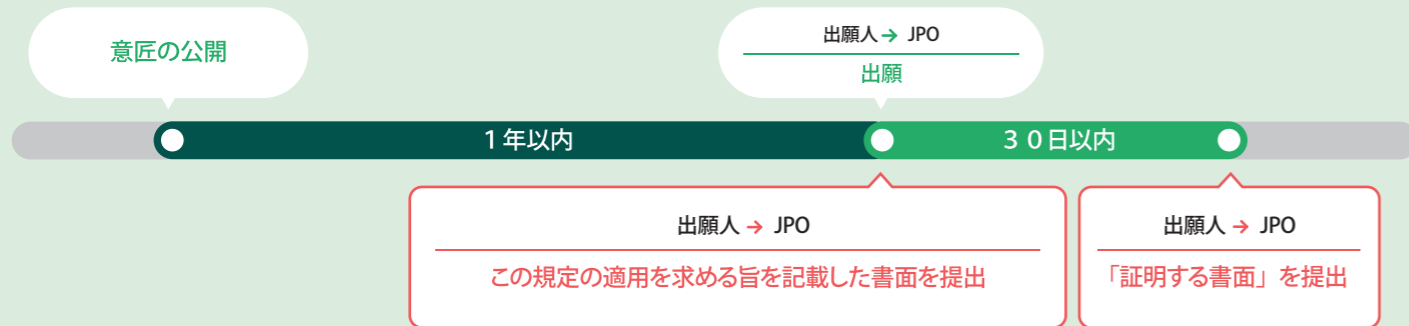 意匠の公開
出願人→ JPO
出願
1年以内
30日以内
出願人→ JPO
この規定の適用を求める旨を記載した書面を提出
出願人→ JPO
「証明する書面」を提出